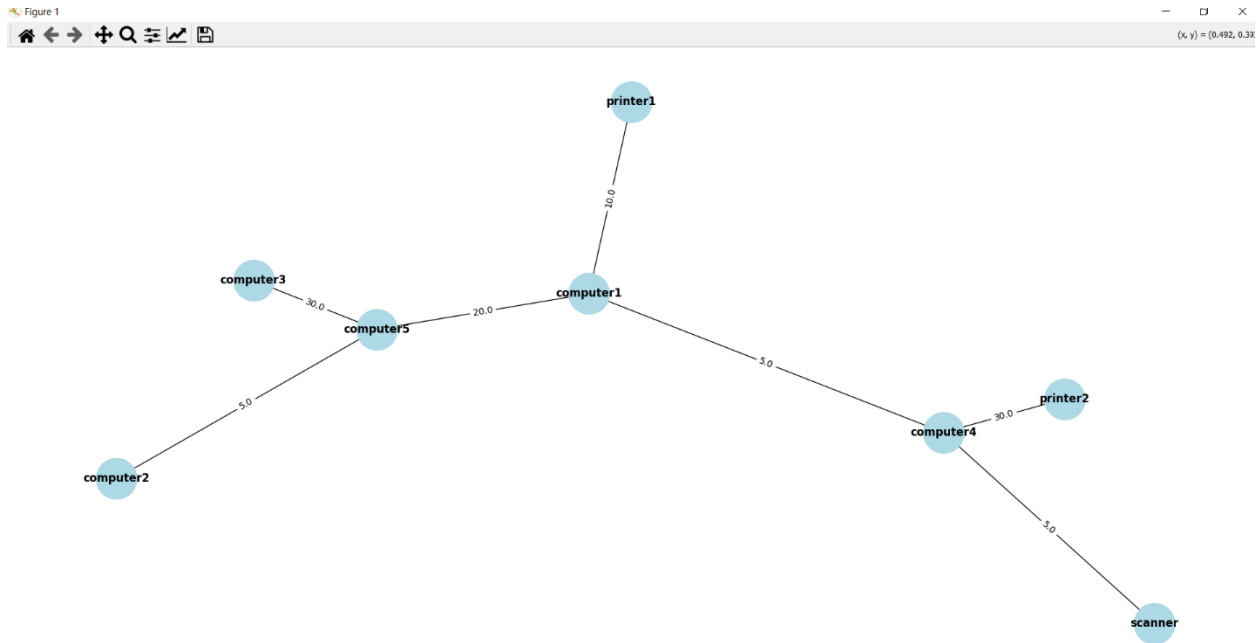 Figure 1
(x, y) = (0.492, 0.39
printer1
10.0
computer3
computer1
30.0
20.0
computer5
5.0
printer2
5.0
30.0
computer4
computer2
5.0
scanner